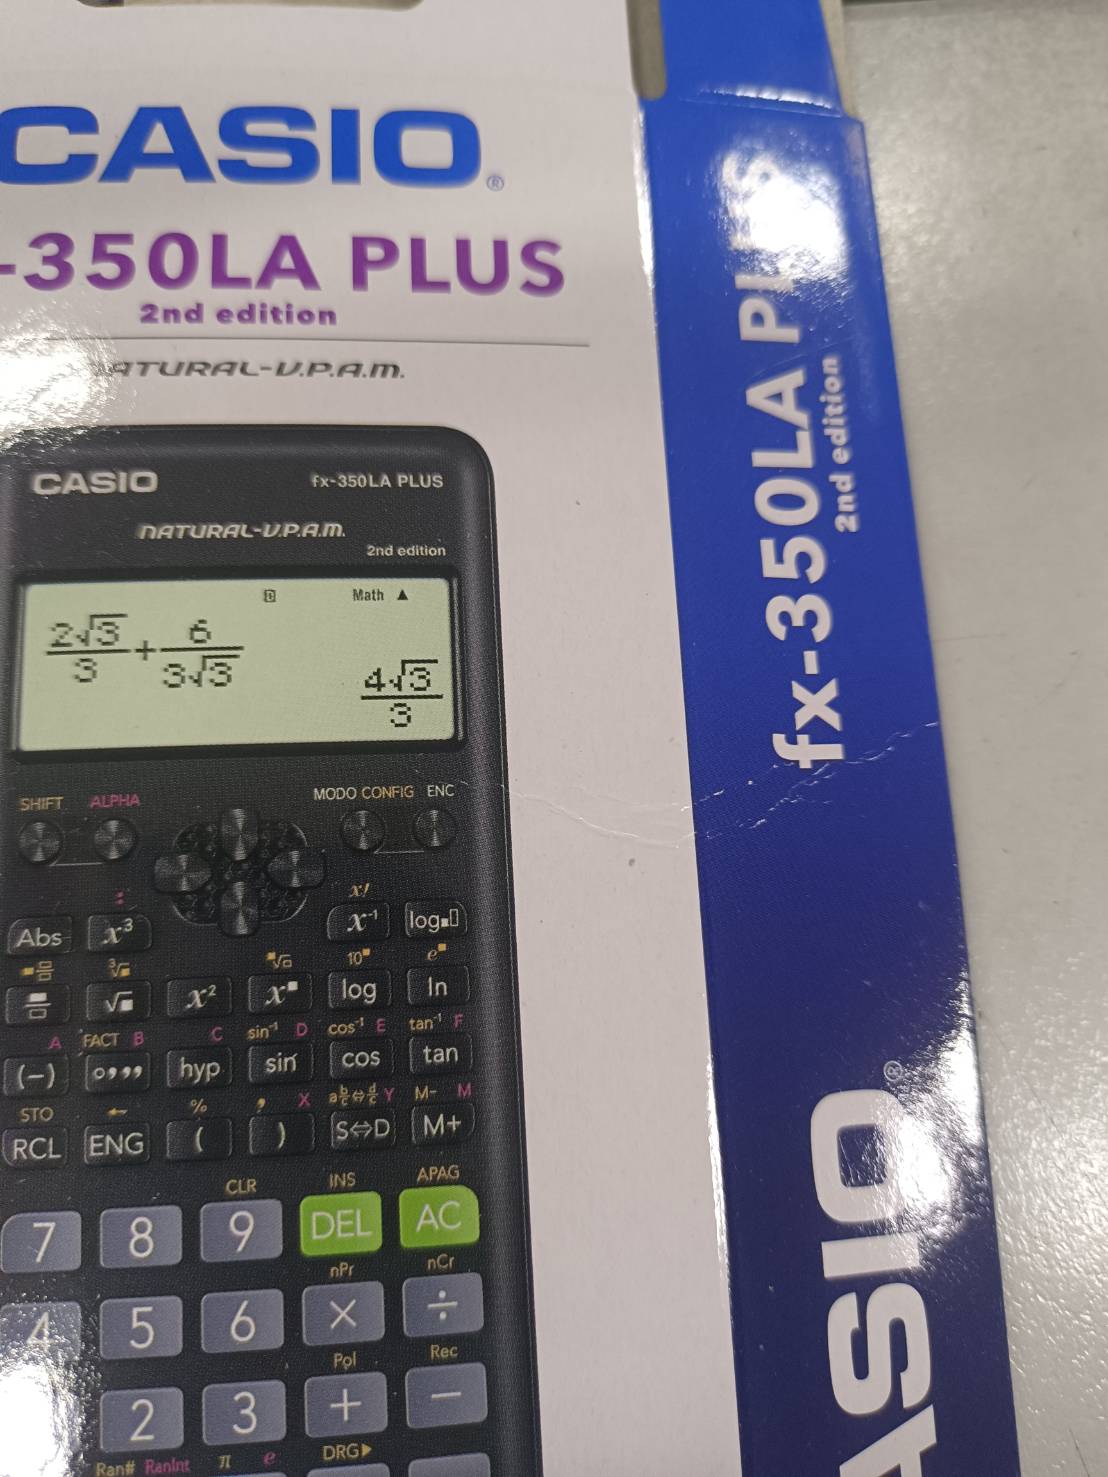 CASIO®
-350LA PLUS
2nd edition
NATURAL-V.P.A.M.
CASIO fx-350LA PLUS
NATURAL-V.P.A.M.
2nd edition
D Math ▲
2√3/3 + 6/3√3
4√3/3
SHIFT ALPHA MODO CONFIG ENC
: x!
Abs x³ x⁻¹ log■□
■√□ 10■ e■
³√■
√■ x² x■ log ln
A FACT B C sin⁻¹ D cos⁻¹ E tan⁻¹ F
(−) °,,, hyp sin cos tan
STO ← % , X a b/c⇔d/c Y M- M
RCL ENG ( ) S⇔D M+
CLR INS APAG
7 8 9 DEL AC
nPr nCr
4 5 6 × ÷
Pol Rec
2 3 + −
Ran# RanInt π e DRG▶
fx-350LA PLUS
2nd edition
ASIO®